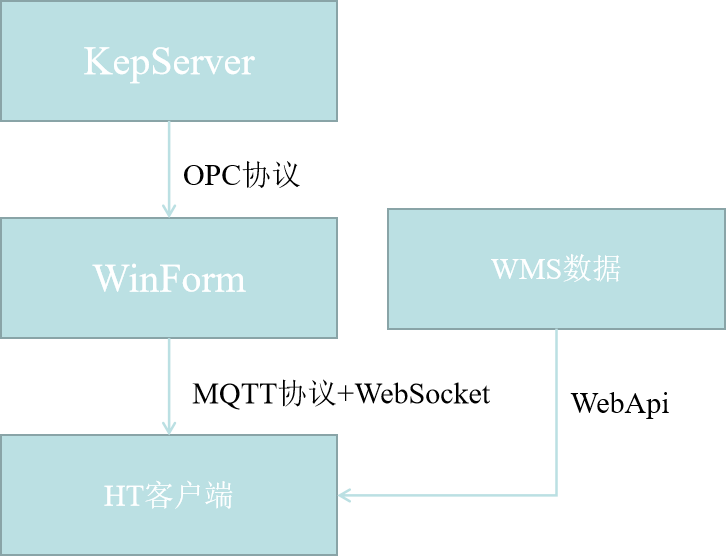 KepServer
OPC协议
WinForm
WMS数据
MQTT协议+WebSocket
WebApi
HT客户端